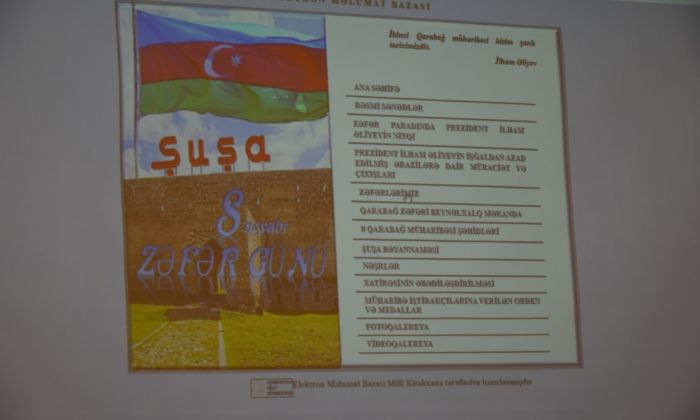 MƏLUMAT BAZASI
İkinci Qarabağ müharibəsi bizim şanlı
tariximizdir.
İlham Əliyev
Şuşa
8 noyabr
ZƏFƏR GÜNÜ
ANA SƏHİFƏ
RƏSMİ SƏNƏDLƏR
ZƏFƏR PARADINDA PREZİDENT İLHAM
ƏLİYEVİN NİTQİ
PREZİDENT İLHAM ƏLİYEVİN İŞĞALDAN AZAD
EDİLMİŞ ƏRAZİLƏRƏ DAİR MÜRACİƏT VƏ
ÇIXIŞLARI
ZƏFƏRLƏRİMİZ
QARABAĞ ZƏFƏRİ BEYNƏLXALQ MƏKANDA
II QARABAĞ MÜHARİBƏSİ ŞƏHİDLƏRİ
ŞUŞA BƏYANNAMƏSİ
NƏŞRLƏR
XATİRƏSİNİN ƏBƏDİLƏŞDİRİLMƏSİ
MÜHARİBƏ İŞTİRAKÇILARINA VERİLƏN ORDEN
VƏ MEDALLAR
FOTOQALEREYA
VİDEOQALEREYA
Elektron Məlumat Bazası Milli Kitabxana tərəfindən hazırlanmışdır